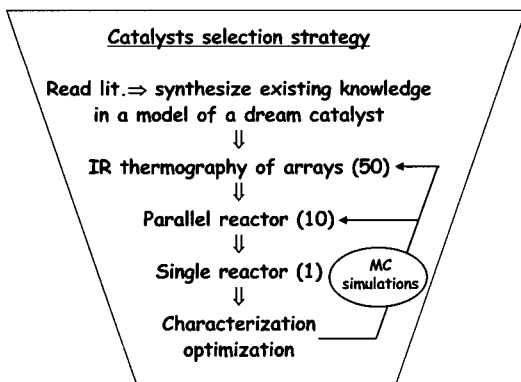 Catalysts selection strategy
Read lit.⇒ synthesize existing knowledge
in a model of a dream catalyst
⇓
IR thermography of arrays (50)
⇓
Parallel reactor (10)
⇓
Single reactor (1)
MC
simulations
⇓
Characterization
optimization